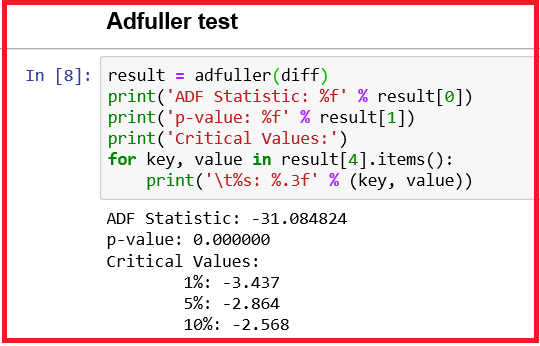 Adfuller test
In [8]: result = adfuller(diff)
print('ADF Statistic: %f' % result[0])
print('p-value: %f' % result[1])
print('Critical Values:')
for key, value in result[4].items():
    print('\t%s: %.3f' % (key, value))
ADF Statistic: -31.084824
p-value: 0.000000
Critical Values:
        1%: -3.437
        5%: -2.864
        10%: -2.568